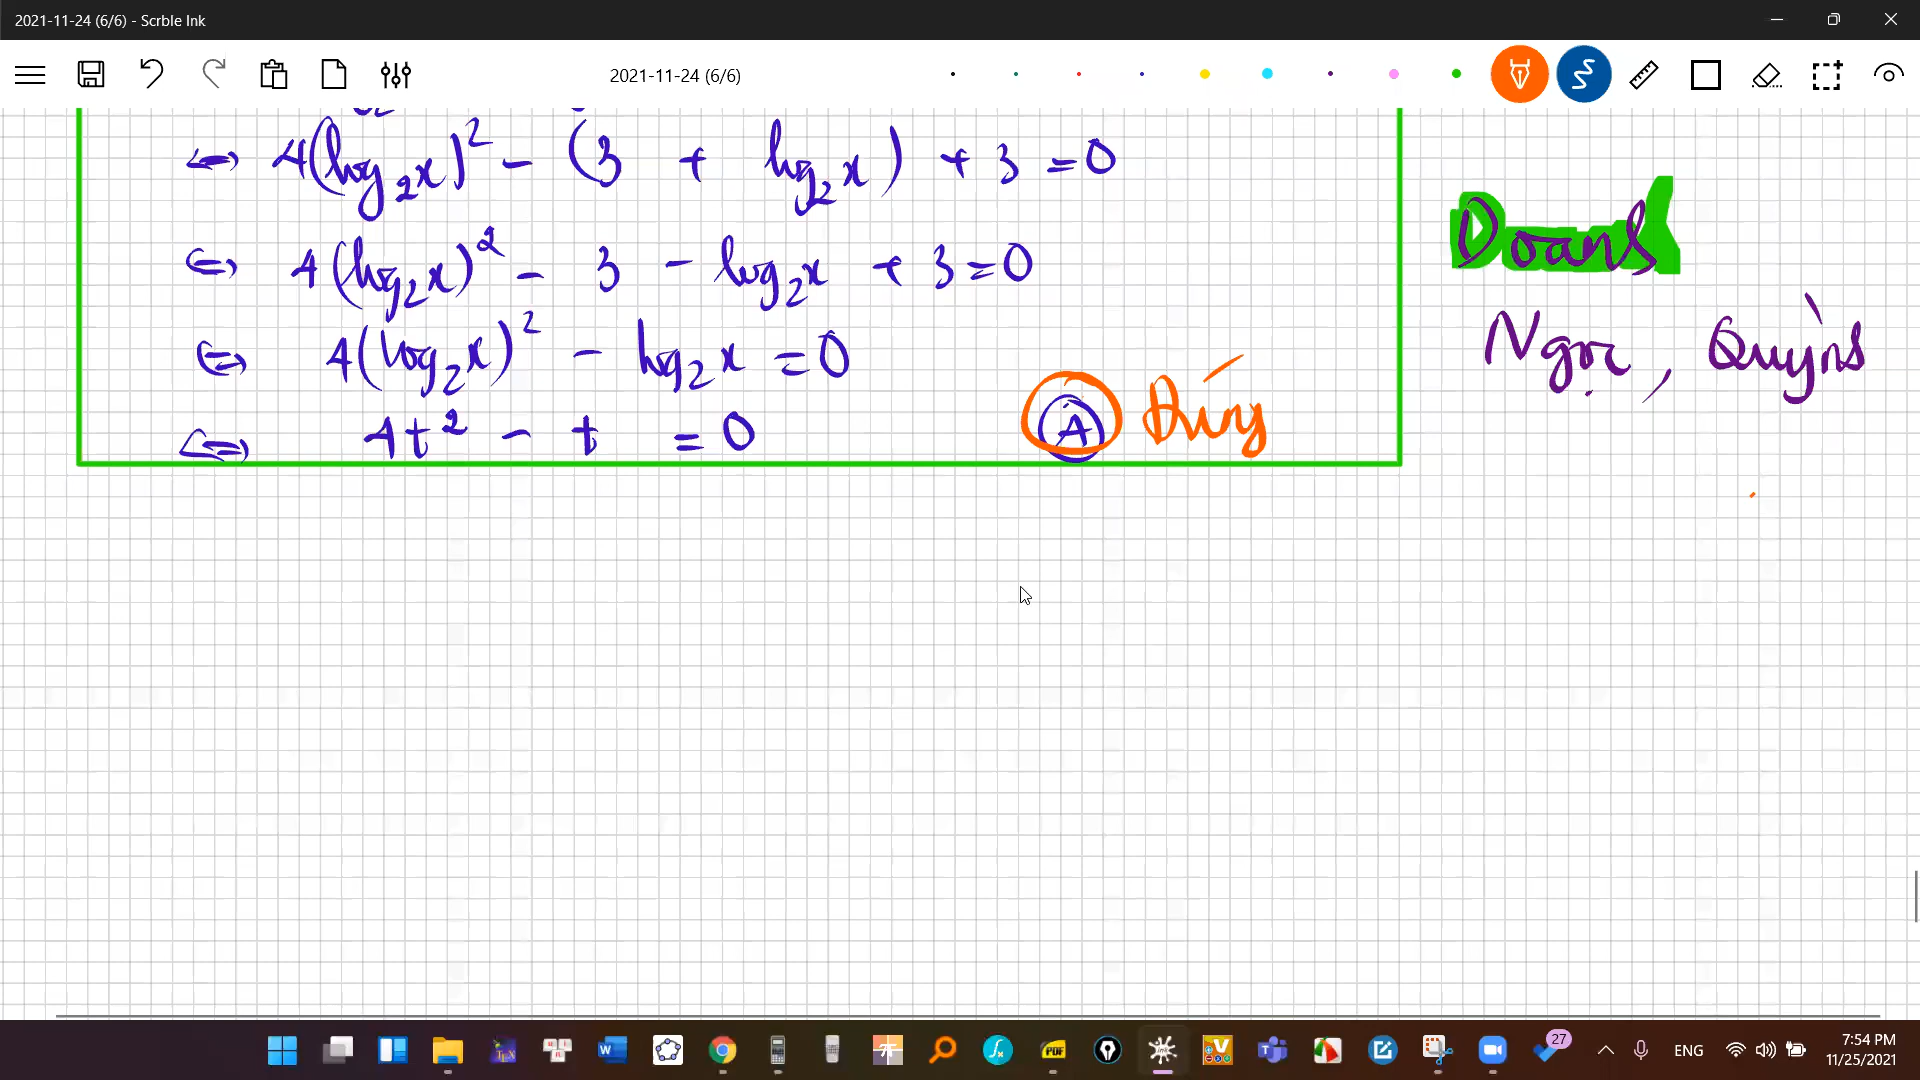 2021-11-24 (6/6) - Scrble Ink
2021-11-24 (6/6)
⇔ 4(log₂x)² - (3 + log₂x) + 3 = 0
⇔ 4(log₂x)² - 3 - log₂x + 3 = 0
⇔ 4(log₂x)² - log₂x = 0
⇔ 4t² - t = 0
A
Doanh
Ngọc, Quỳnh
27
ENG
7:54 PM
11/25/2021